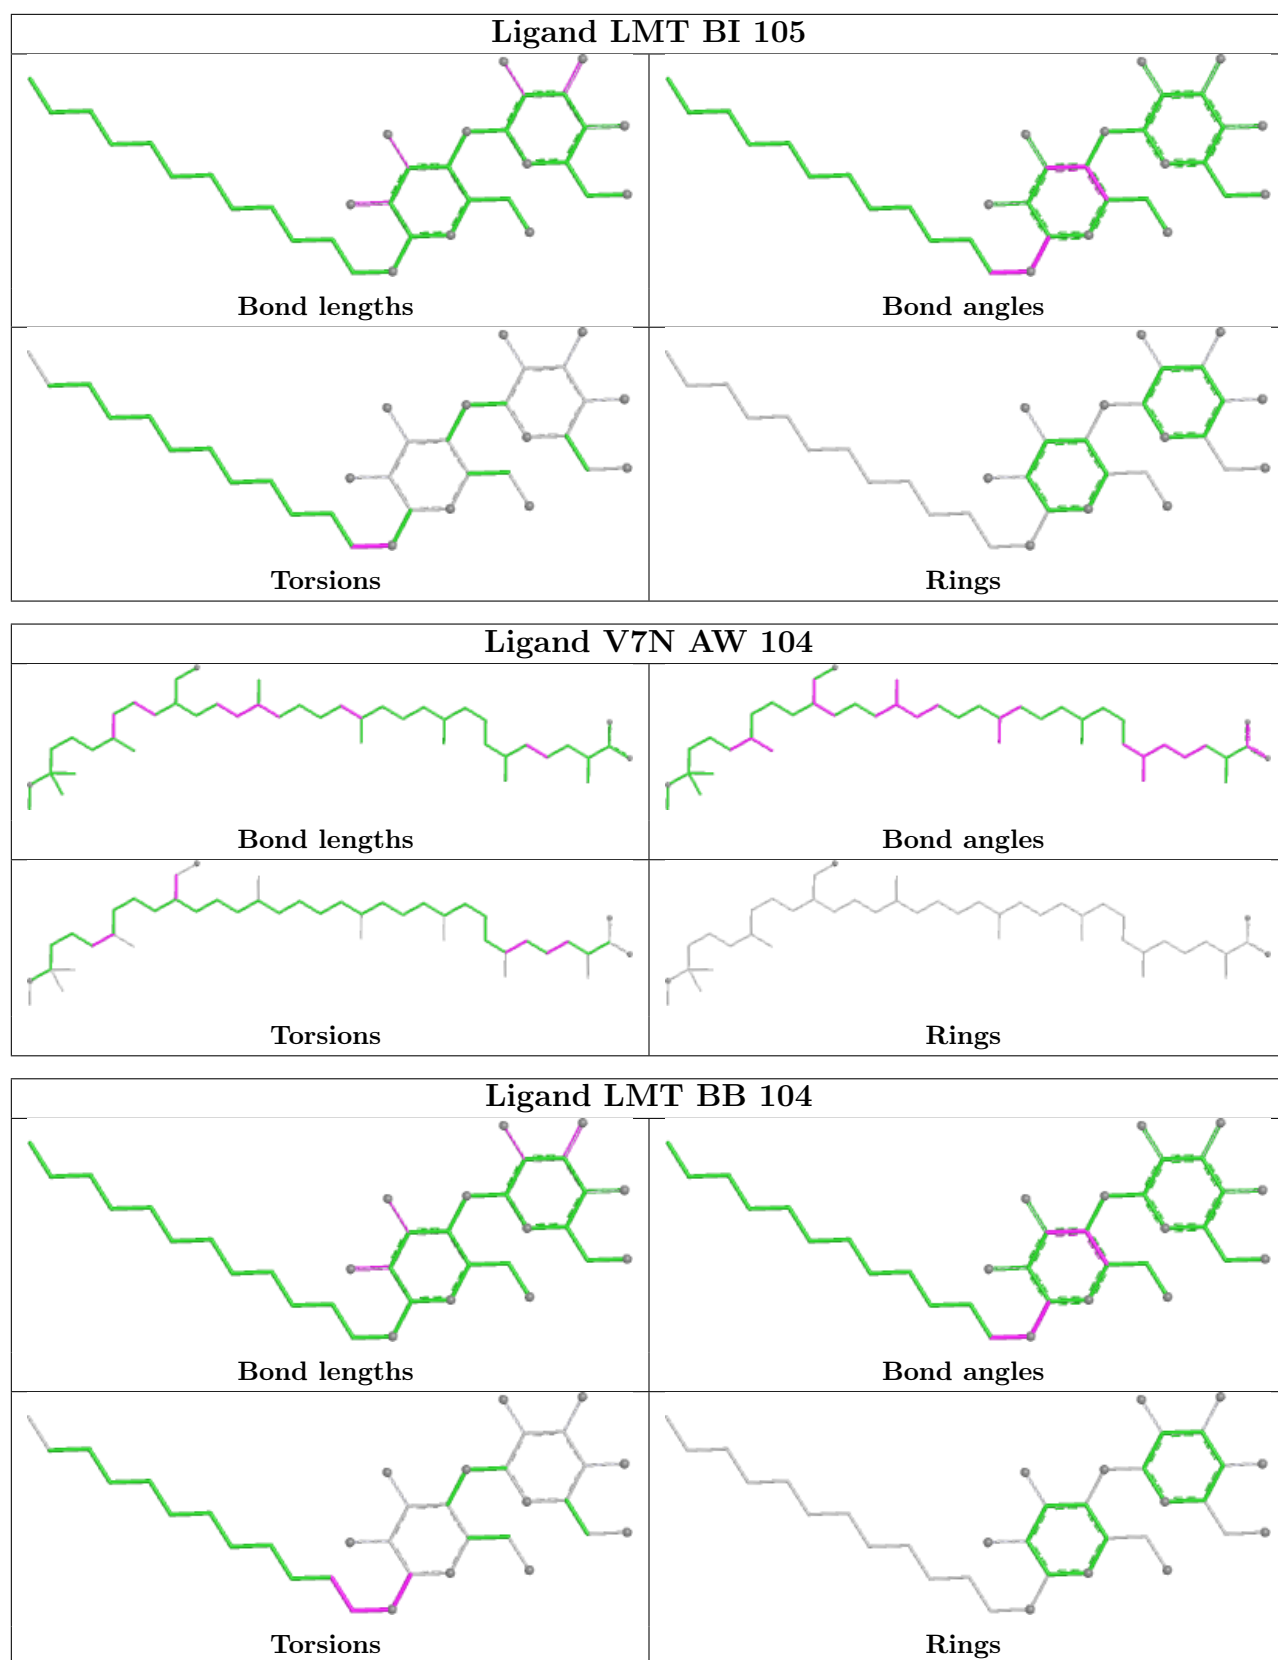 Ligand LMT BI 105
Bond lengths
Bond angles
Torsions
Rings
Ligand V7N AW 104
Bond lengths
Bond angles
Torsions
Rings
Ligand LMT BB 104
Bond lengths
Bond angles
Torsions
Rings